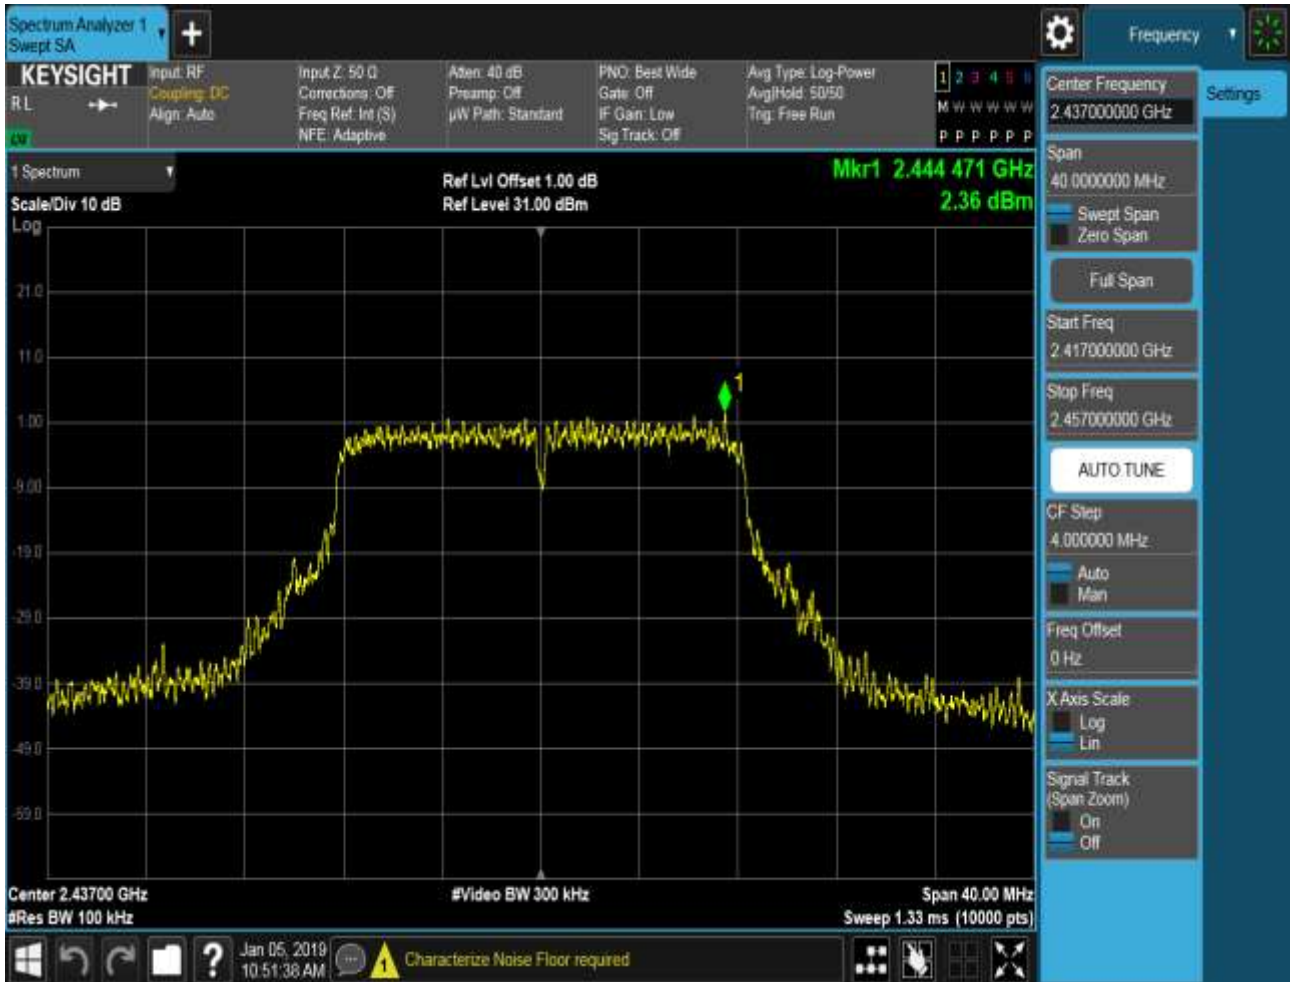 Spectrum Analyzer 1
Swept SA
+
Frequency
KEYSIGHT
RL
Input: RF
Coupling: DC
Align: Auto
Input Z: 50 Ω
Corrections: Off
Freq Ref: Int (S)
NFE: Adaptive
Atten: 40 dB
Preamp: Off
µW Path: Standard
PNO: Best Wide
Gate: Off
IF Gain: Low
Sig Track: Off
Avg Type: Log-Power
Avg|Hold: 50/50
Trig: Free Run
1 2 3 4 5 6
M W W W W W
P P P P P P
1 Spectrum
Scale/Div 10 dB
Ref Lvl Offset 1.00 dB
Ref Level 31.00 dBm
Mkr1 2.444 471 GHz
2.36 dBm
Log
21.0
11.0
1.00
-9.00
-19.0
-29.0
-39.0
-49.0
-59.0
1
Center 2.43700 GHz
#Res BW 100 kHz
#Video BW 300 kHz
Span 40.00 MHz
Sweep 1.33 ms (10000 pts)
Center Frequency
2.437000000 GHz
Settings
Span
40.0000000 MHz
Swept Span
Zero Span
Full Span
Start Freq
2.417000000 GHz
Stop Freq
2.457000000 GHz
AUTO TUNE
CF Step
4.000000 MHz
Auto
Man
Freq Offset
0 Hz
X Axis Scale
Log
Lin
Signal Track
(Span Zoom)
On
Off
?
Jan 05, 2019
10:51:38 AM
1
Characterize Noise Floor required